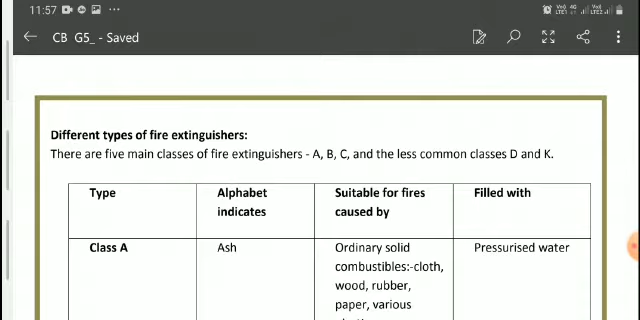 11:57
CB G5_ - Saved
Different types of fire extinguishers:
There are five main classes of fire extinguishers - A, B, C, and the less common classes D and K.
Type
Alphabet
indicates
Suitable for fires
caused by
Filled with
Class A
Ash
Ordinary solid
combustibles:-cloth,
wood, rubber,
paper, various
Pressurised water